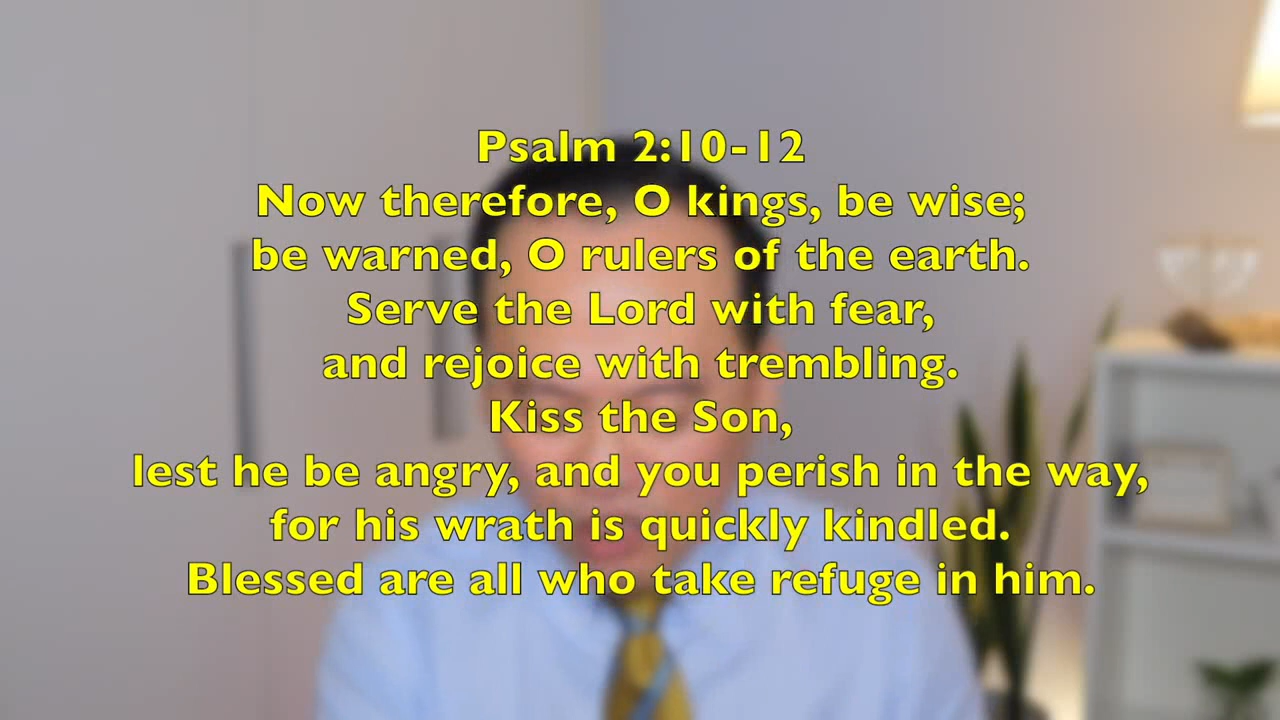 Psalm 2:10-12
Now therefore, O kings, be wise;
be warned, O rulers of the earth.
Serve the Lord with fear,
and rejoice with trembling.
Kiss the Son,
lest he be angry, and you perish in the way,
for his wrath is quickly kindled.
Blessed are all who take refuge in him.